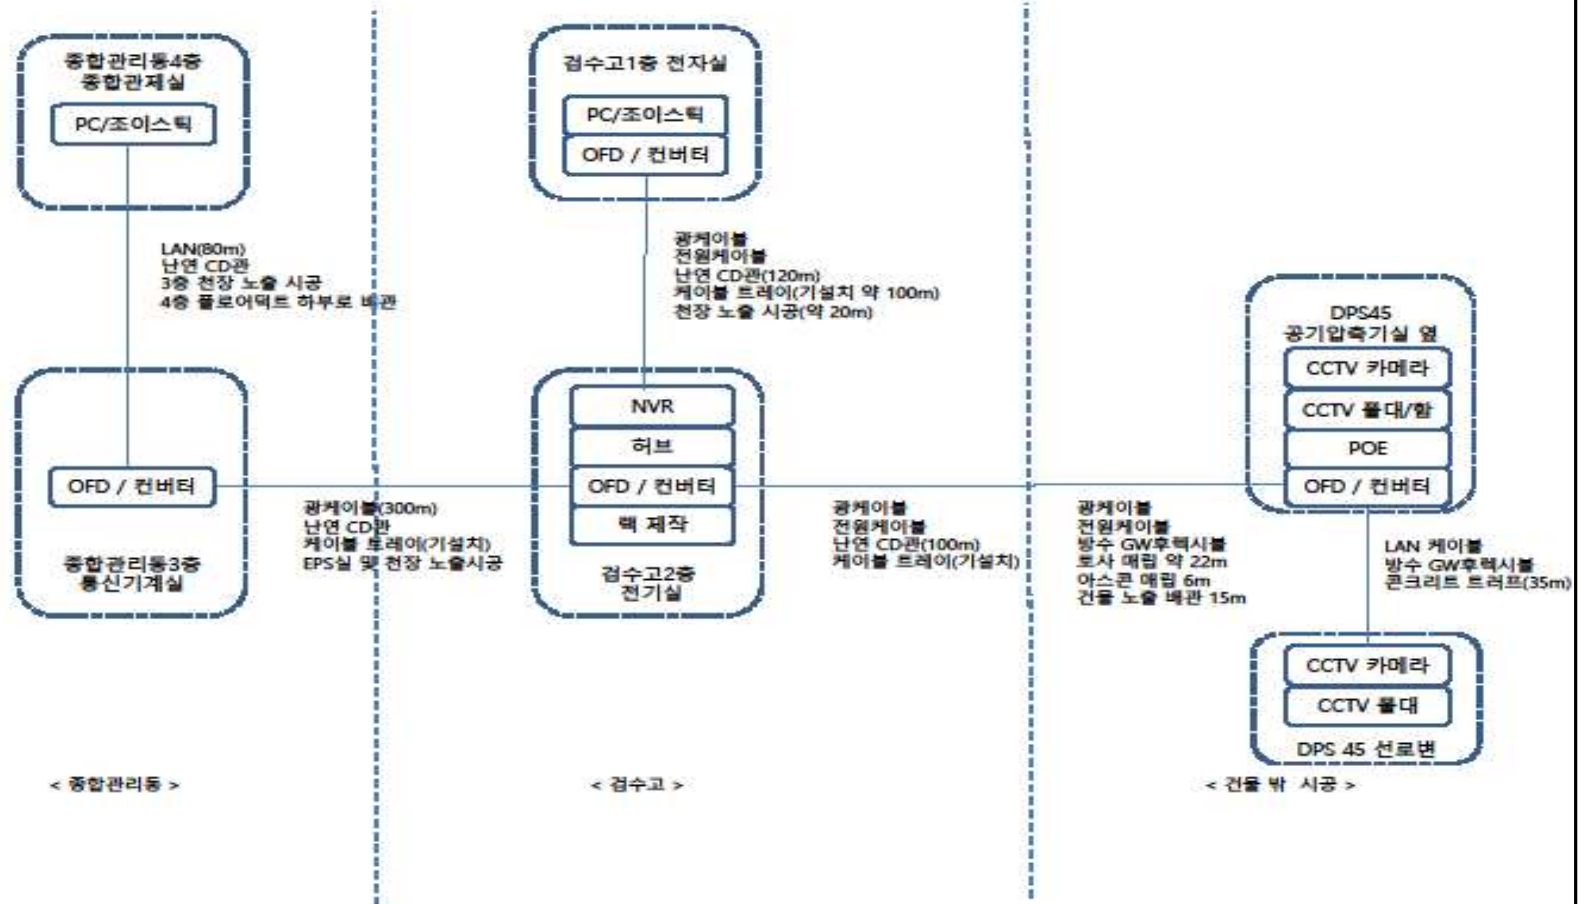 종합관리동4층
종합관제실
PC/조이스틱
LAN(80m)
난연 CD관
3층 천장 노출 시공
4층 플로어덕트 하부로 배관
OFD / 컨버터
종합관리동3층
통신기계실
< 종합관리동 >
광케이블(300m)
난연 CD관
케이블 트레이(기설치)
EPS실 및 천장 노출시공
검수고1층 전자실
PC/조이스틱
OFD / 컨버터
광케이블
전원케이블
난연 CD관(120m)
케이블 트레이(기설치 약 100m)
천장 노출 시공(약 20m)
NVR
허브
OFD / 컨버터
랙 제작
검수고2층
전기실
< 검수고 >
광케이블
전원케이블
난연 CD관(100m)
케이블 트레이(기설치)
광케이블
전원케이블
방수 GW후렉시블
토사 매립 약 22m
아스콘 매립 6m
건물 노출 배관 15m
DPS45
공기압축기실 옆
CCTV 카메라
CCTV 폴대/함
POE
OFD / 컨버터
LAN 케이블
방수 GW후렉시블
콘크리트 트러프(35m)
CCTV 카메라
CCTV 폴대
DPS 45 선로변
< 건물 밖 시공 >